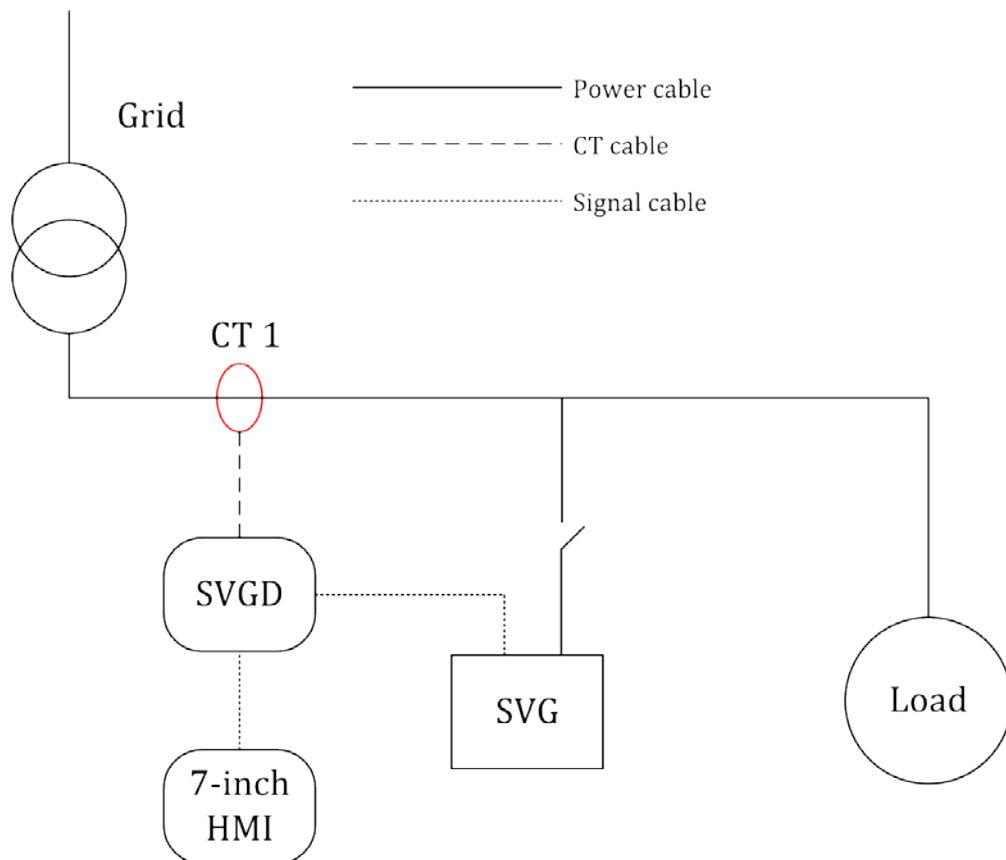 Grid
Power cable
CT cable
Signal cable
CT 1
SVGD
SVG
Load
7-inch
HMI